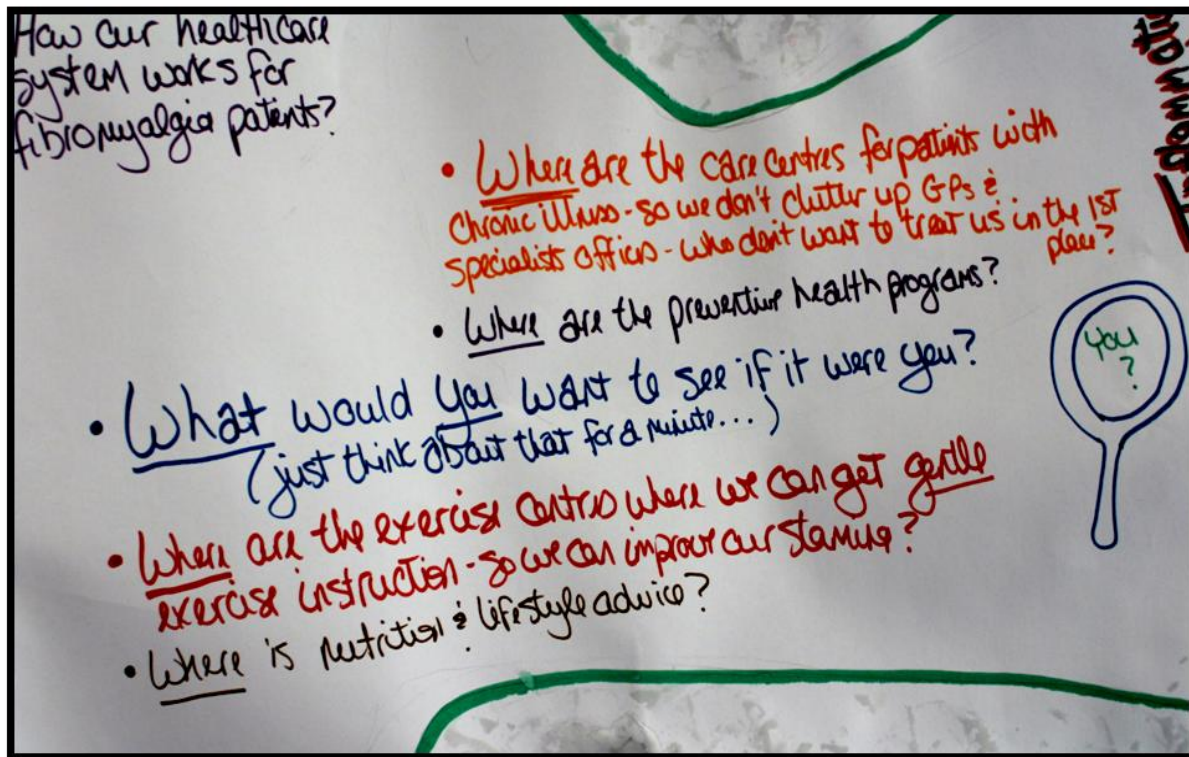 How our healthcare
system works for
fibromyalgia patients?
• Where are the care centres for patients with
chronic illness - so we don't clutter up GPs &
specialists offices - who don't want to treat us in the 1ST
place?
• Where are the preventive health programs?
• What would you want to see if it were you?
(just think about that for a minute...)
• Where are the exercise centres where we can get gentle
exercise instruction - so we can improve our stamina?
• Where is nutrition & lifestyle advice?
You
?